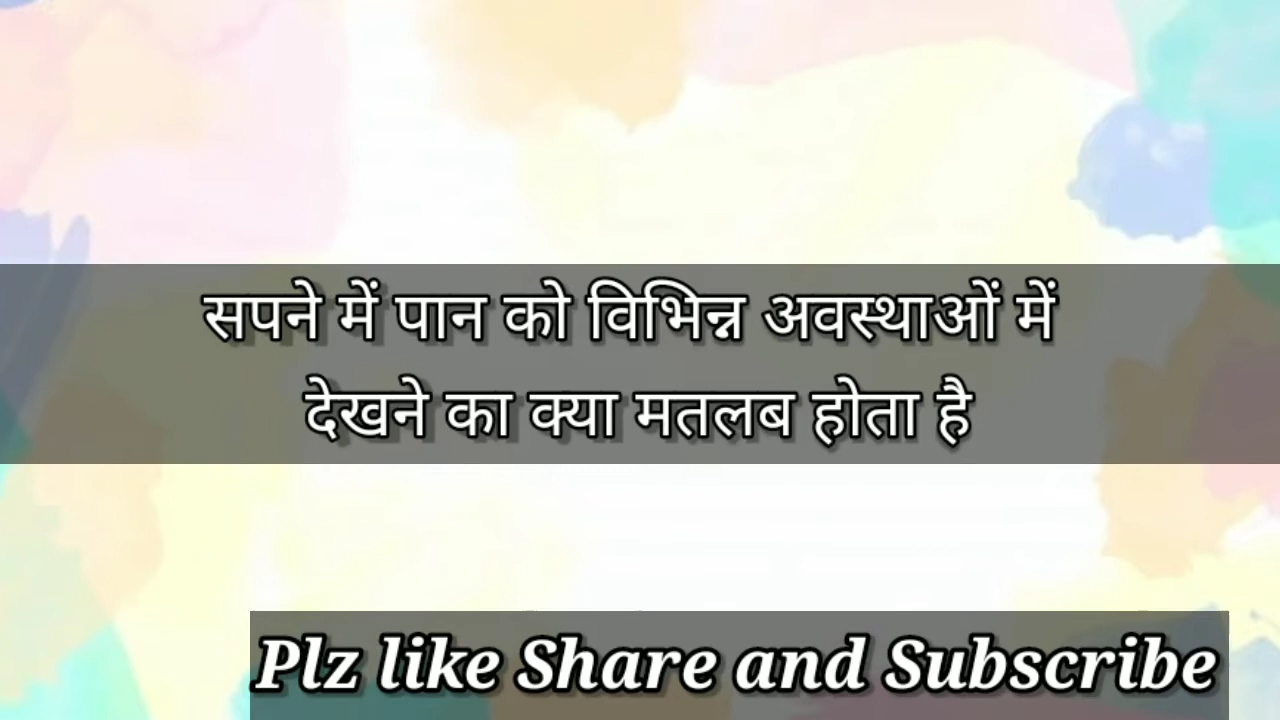 सपने में पान को विभिन्न अवस्थाओं में
देखने का क्या मतलब होता है
Plz like Share and Subscribe